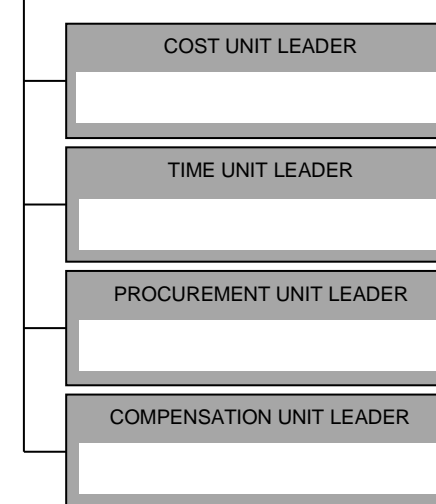 COST UNIT LEADER
TIME UNIT LEADER
PROCUREMENT UNIT LEADER
COMPENSATION UNIT LEADER